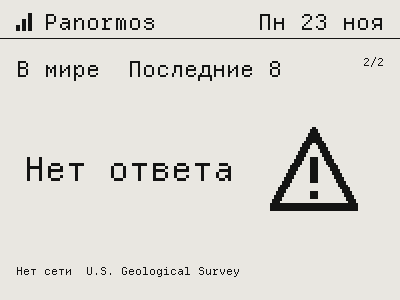 Panormos Пн 23 ноя
В мире Последние 8 2/2
Нет ответа
Нет сети U.S. Geological Survey